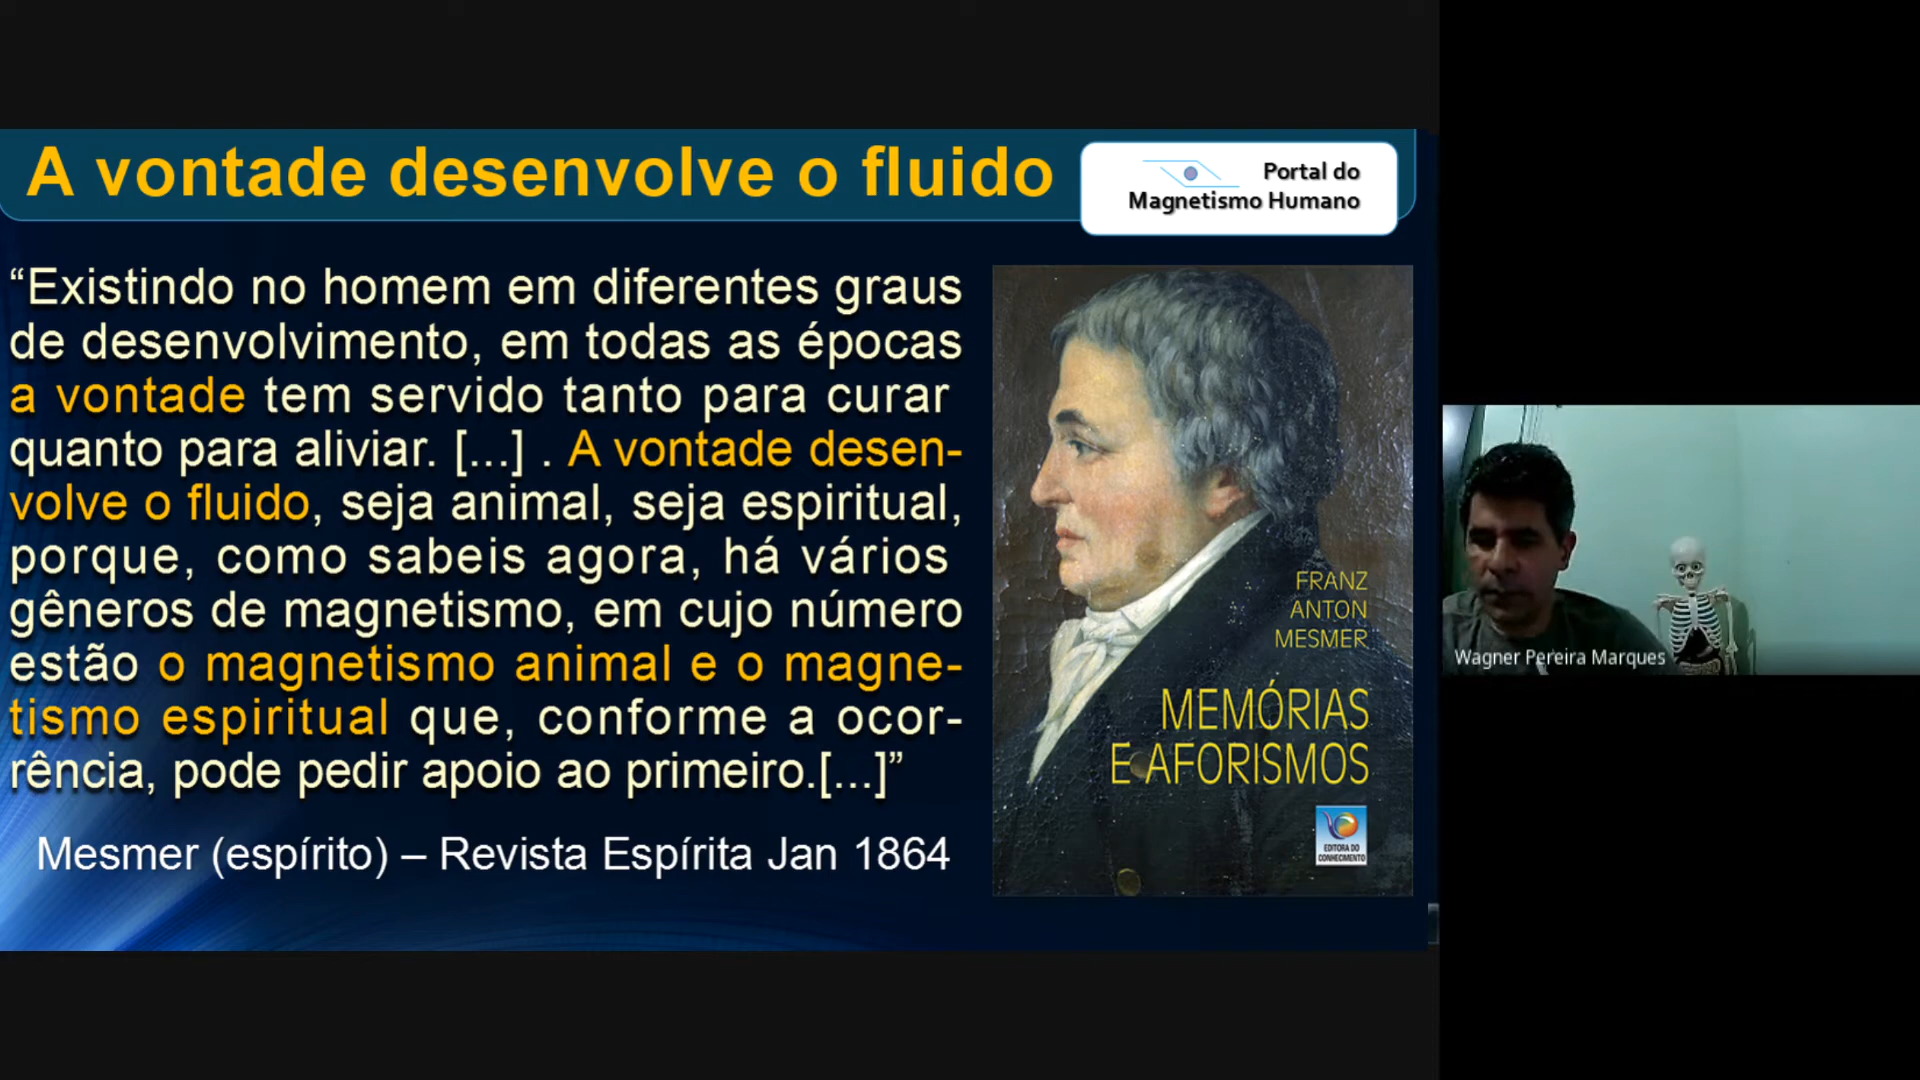 A vontade desenvolve o fluido
Portal do
Magnetismo Humano
“Existindo no homem em diferentes graus
de desenvolvimento, em todas as épocas
a vontade tem servido tanto para curar
quanto para aliviar. [...] . A vontade desen-
volve o fluido, seja animal, seja espiritual,
porque, como sabeis agora, há vários
gêneros de magnetismo, em cujo número
estão o magnetismo animal e o magne-
tismo espiritual que, conforme a ocor-
rência, pode pedir apoio ao primeiro.[...]”
Mesmer (espírito) – Revista Espírita Jan 1864
FRANZ
ANTON
MESMER
MEMÓRIAS
E AFORISMOS
EDITORA DO
CONHECIMENTO
Wagner Pereira Marques